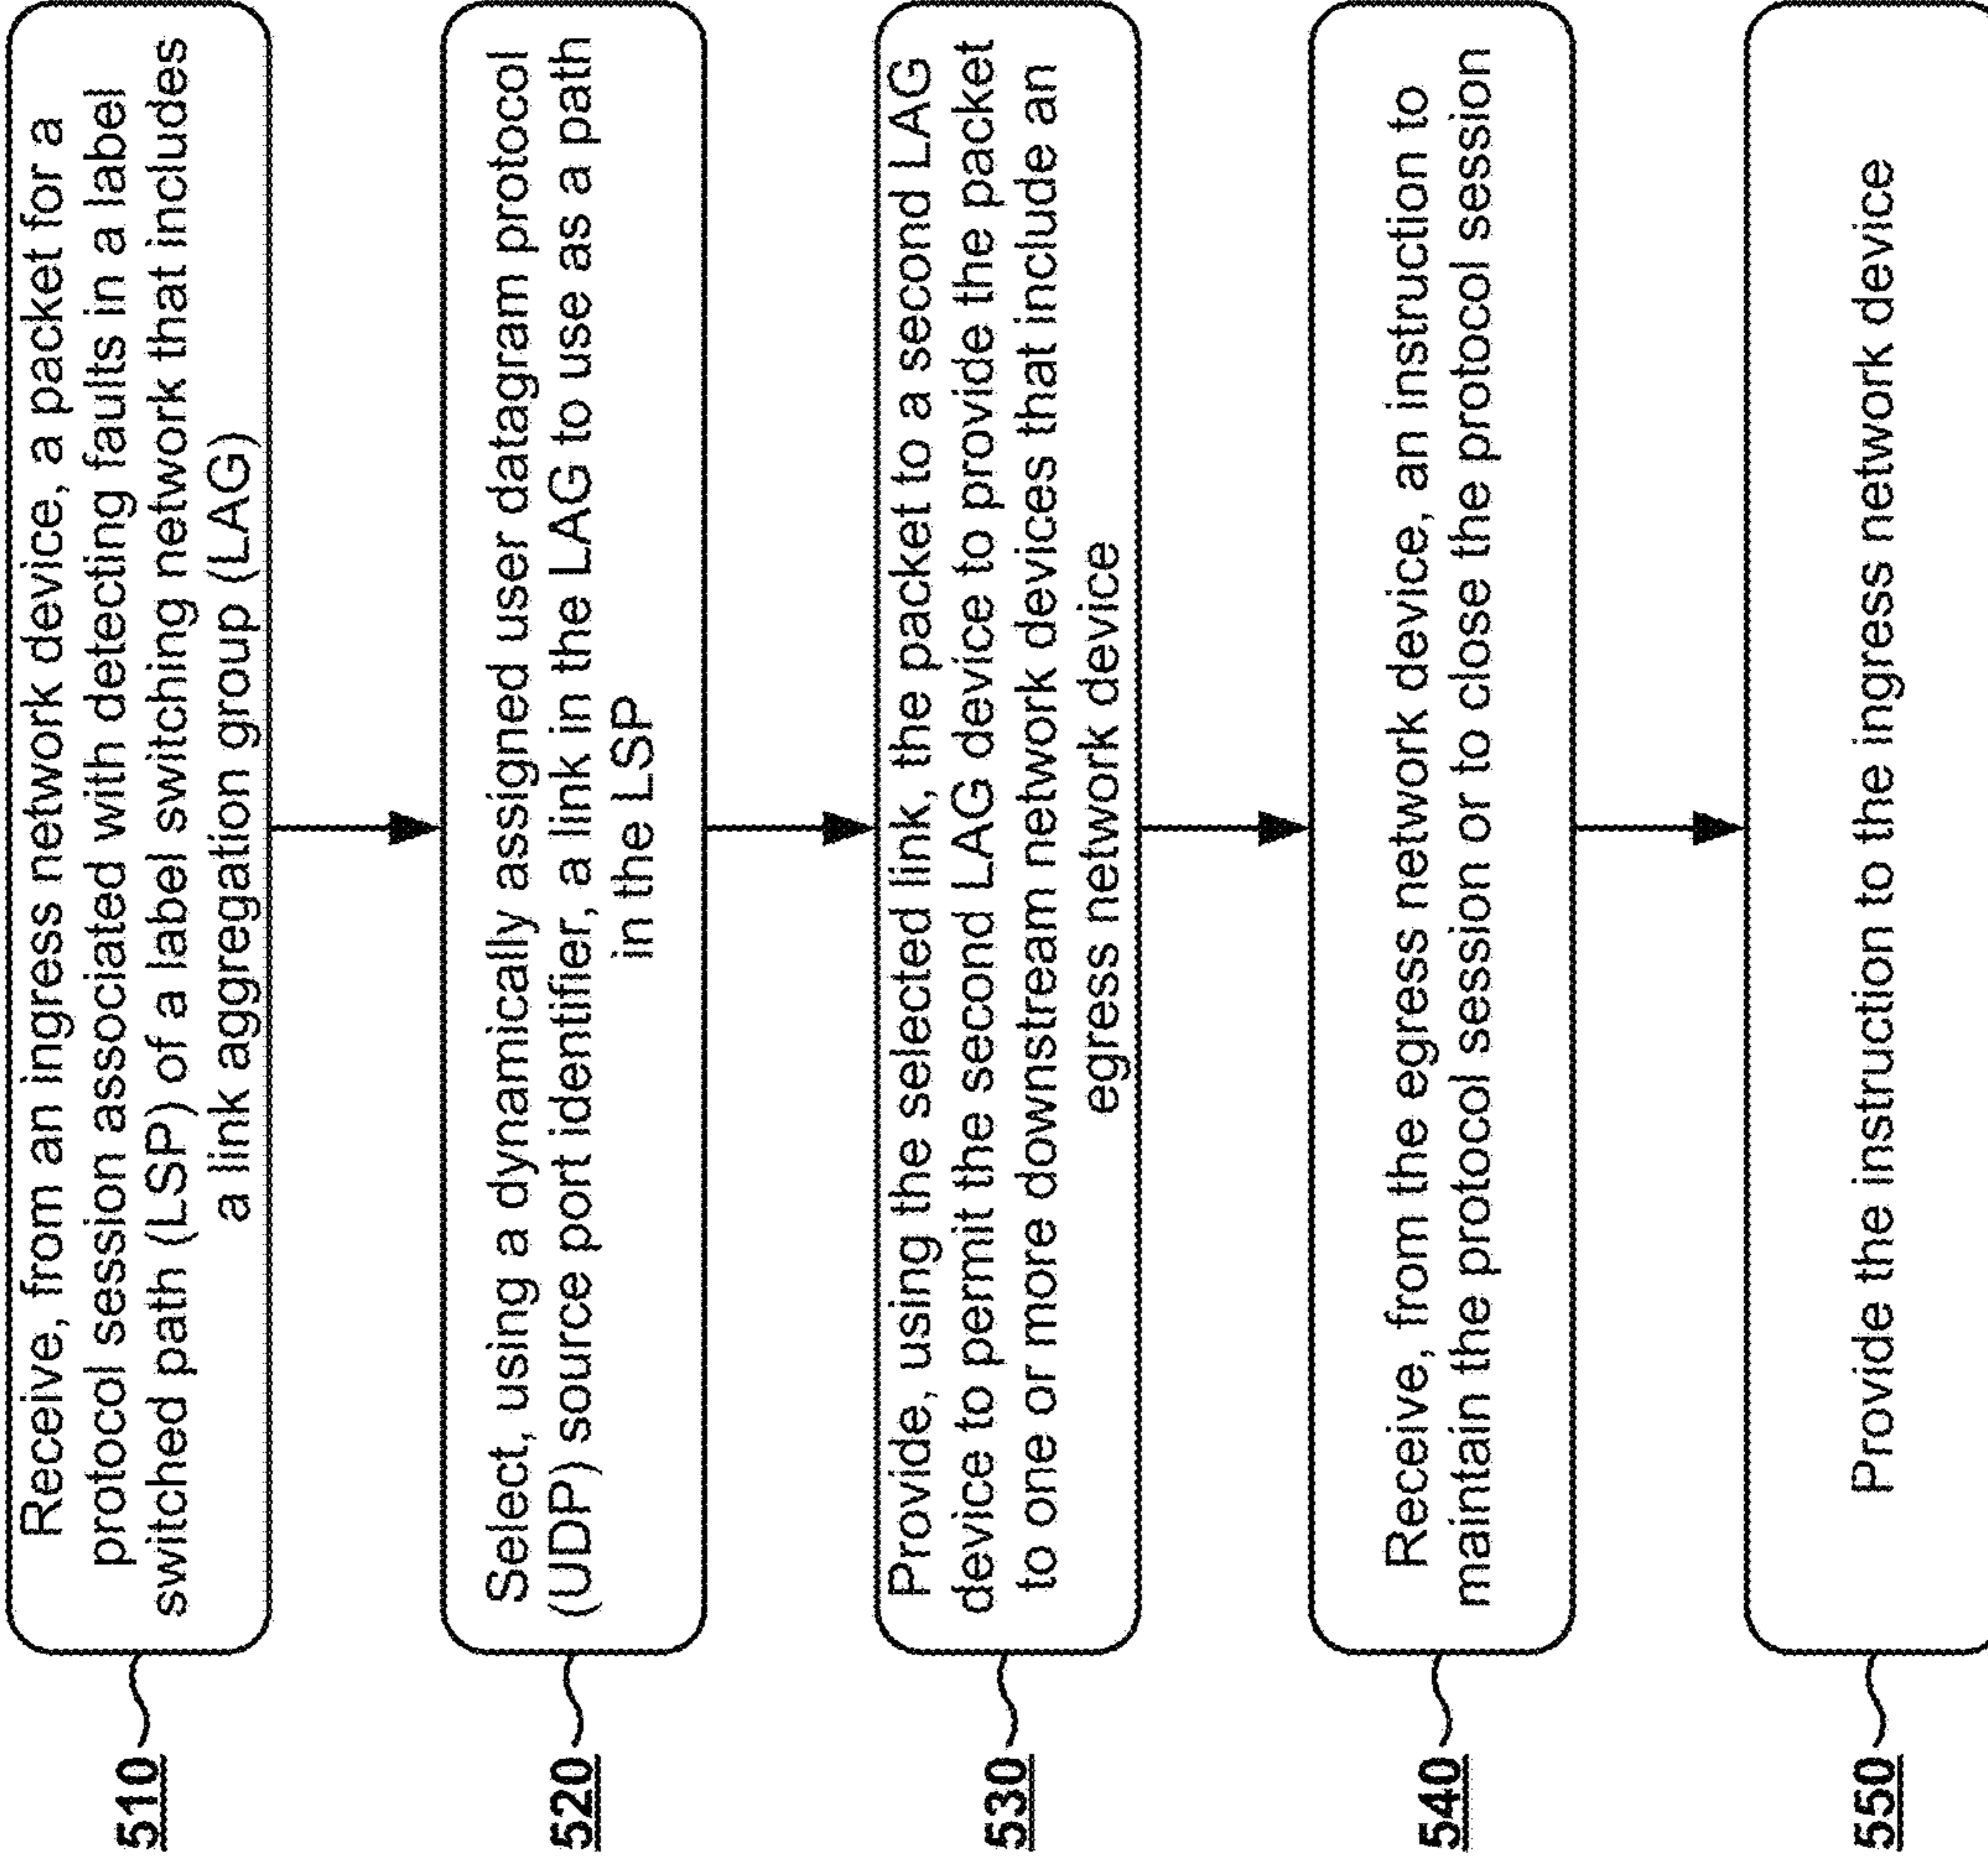 510
Receive, from an ingress network device, a packet for a
protocol session associated with detecting faults in a label
switched path (LSP) of a label switching network that includes
a link aggregation group (LAG)
520
Select, using a dynamically assigned user datagram protocol
(UDP) source port identifier, a link in the LAG to use as a path
in the LSP
530
Provide, using the selected link, the packet to a second LAG
device to permit the second LAG device to provide the packet
to one or more downstream network devices that include an
egress network device
540
Receive, from the egress network device, an instruction to
maintain the protocol session or to close the protocol session
550
Provide the instruction to the ingress network device